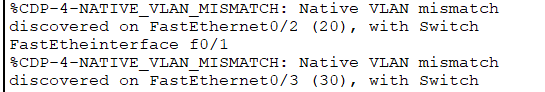 %CDP-4-NATIVE_VLAN_MISMATCH: Native VLAN mismatch
discovered on FastEthernet0/2 (20), with Switch
FastEtheinterface f0/1
%CDP-4-NATIVE_VLAN_MISMATCH: Native VLAN mismatch
discovered on FastEthernet0/3 (30), with Switch